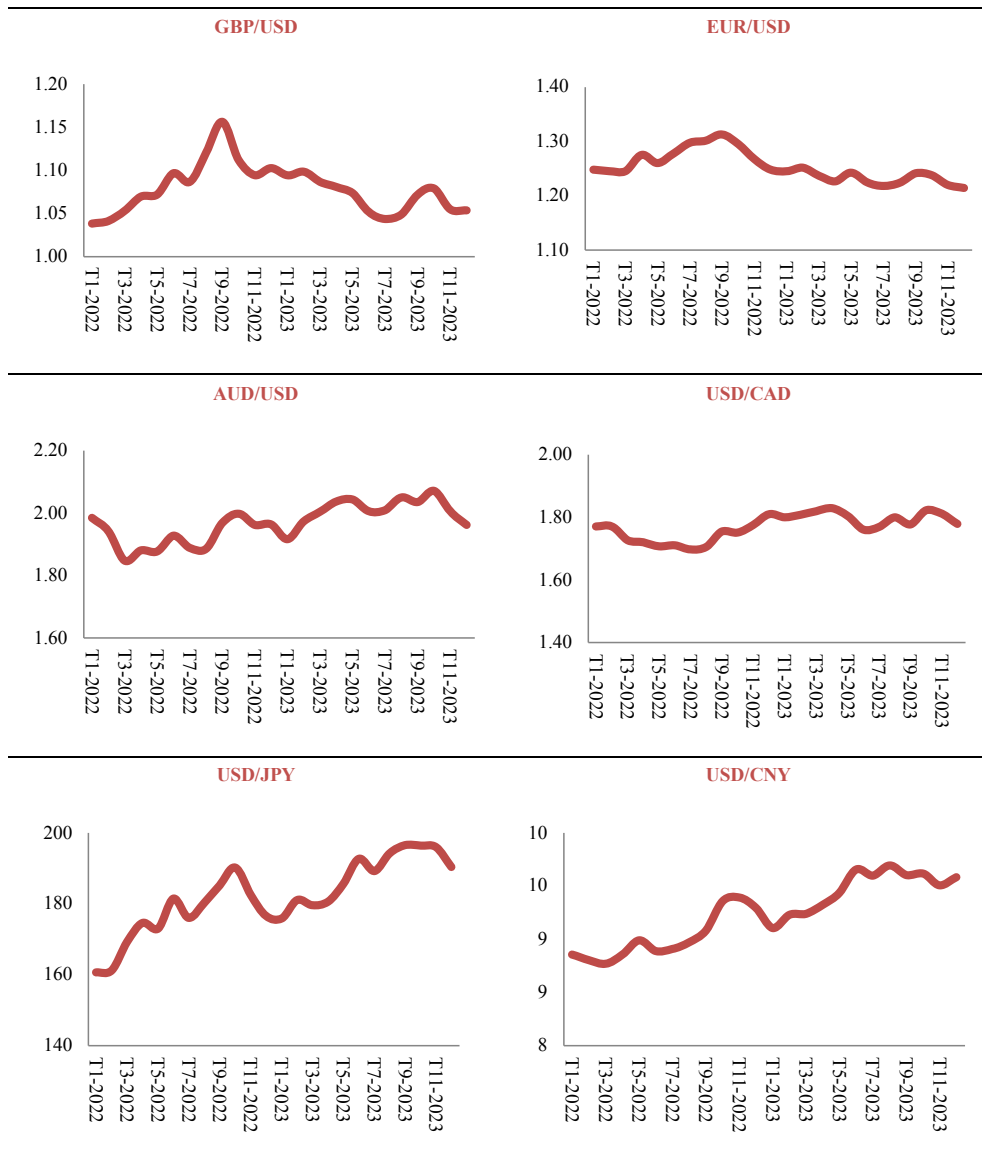 GBP/USD
1.20
1.15
1.10
1.05
1.00
T1-2022
T3-2022
T5-2022
T7-2022
T9-2022
T11-2022
T1-2023
T3-2023
T5-2023
T7-2023
T9-2023
T11-2023
EUR/USD
1.40
1.30
1.20
1.10
T1-2022
T3-2022
T5-2022
T7-2022
T9-2022
T11-2022
T1-2023
T3-2023
T5-2023
T7-2023
T9-2023
T11-2023
AUD/USD
2.20
2.00
1.80
1.60
T1-2022
T3-2022
T5-2022
T7-2022
T9-2022
T11-2022
T1-2023
T3-2023
T5-2023
T7-2023
T9-2023
T11-2023
USD/CAD
2.00
1.80
1.60
1.40
T1-2022
T3-2022
T5-2022
T7-2022
T9-2022
T11-2022
T1-2023
T3-2023
T5-2023
T7-2023
T9-2023
T11-2023
USD/JPY
200
180
160
140
T1-2022
T3-2022
T5-2022
T7-2022
T9-2022
T11-2022
T1-2023
T3-2023
T5-2023
T7-2023
T9-2023
T11-2023
USD/CNY
10
10
9
9
8
T1-2022
T3-2022
T5-2022
T7-2022
T9-2022
T11-2022
T1-2023
T3-2023
T5-2023
T7-2023
T9-2023
T11-2023